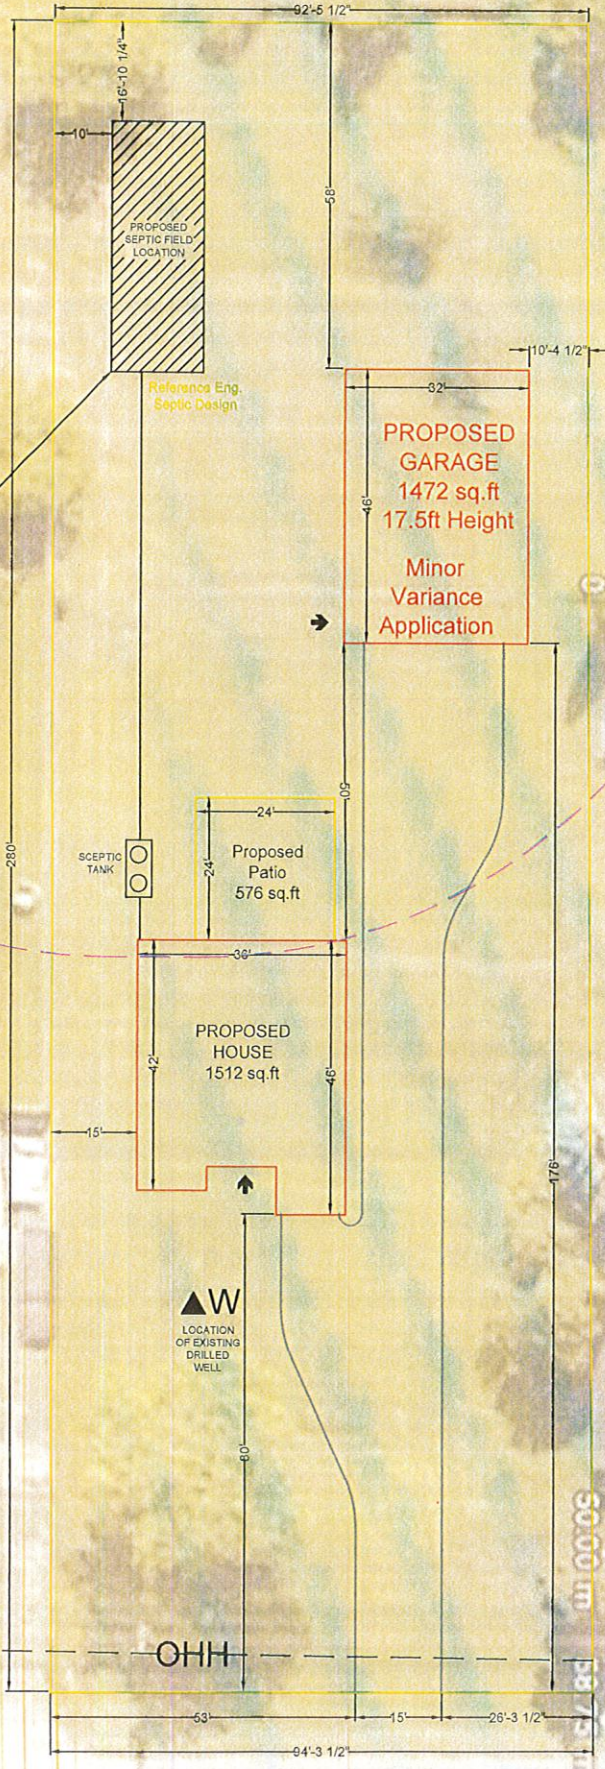 92'-5 1/2"
16'-10 1/4"
10'
58'
PROPOSED
SEPTIC FIELD
LOCATION
10'-4 1/2"
Reference Eng.
Septic Design
32'
PROPOSED
GARAGE
1472 sq.ft
17.5ft Height
46'
Minor
Variance
Application
280'
50'
24'
SCEPTIC
TANK
24'
Proposed
Patio
576 sq.ft
36'
PROPOSED
HOUSE
1512 sq.ft
42'
46'
15'
176'
W
LOCATION
OF EXISTING
DRILLED
WELL
80'
50.00 m
OHH
53'
15'
26'-3 1/2"
94'-3 1/2"